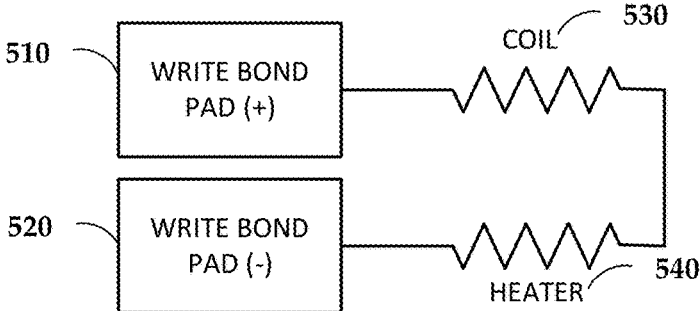 530
COIL
510
WRITE BOND
PAD (+)
520
WRITE BOND
PAD (-)
540
HEATER